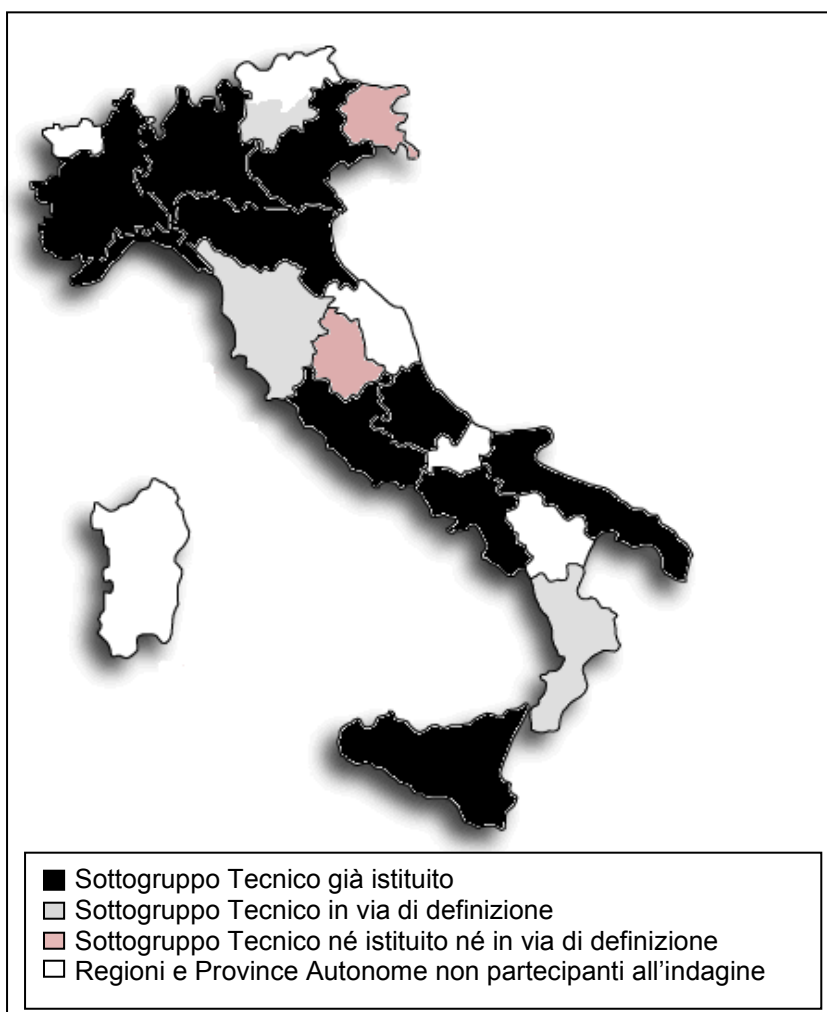 Sottogruppo Tecnico già istituito
Sottogruppo Tecnico in via di definizione
Sottogruppo Tecnico né istituito né in via di definizione
Regioni e Province Autonome non partecipanti all'indagine